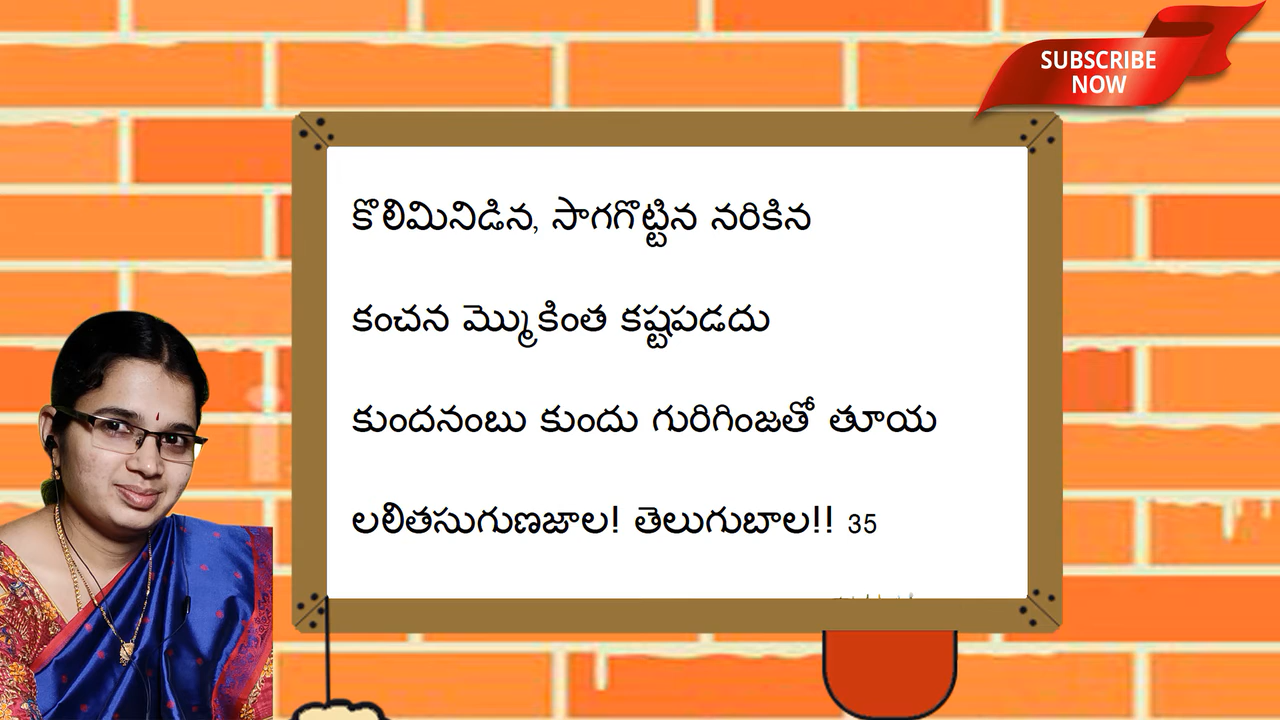 SUBSCRIBE
NOW
కొలిమినిడిన, సాగగొట్టిన నరికిన
కంచన మ్మొకింత కష్టపడదు
కుందనంబు కుందు గురిగింజతో తూయ
లలితసుగుణజాల! తెలుగుబాల!! 35